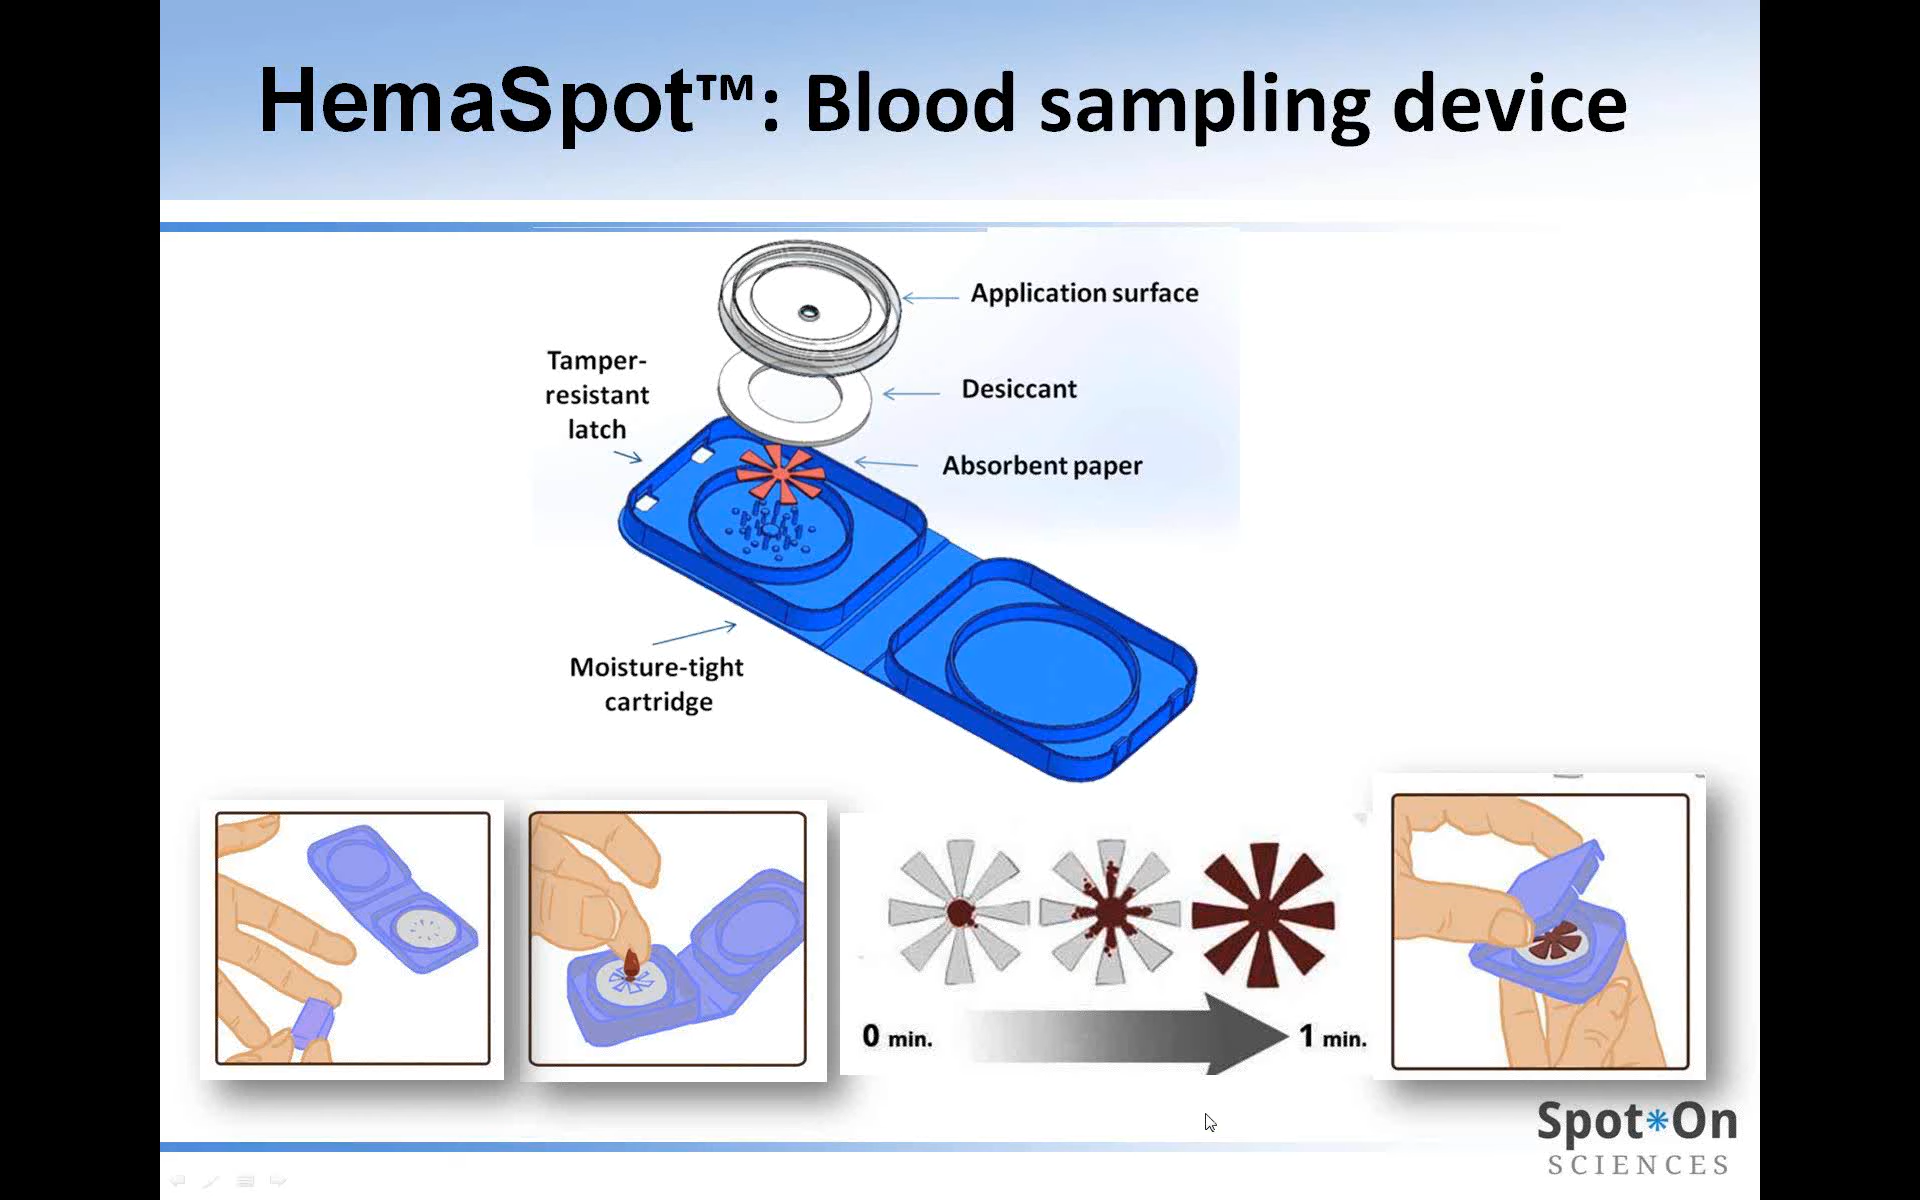 HemaSpot™: Blood sampling device
Application surface
Tamper-
resistant
latch
Desiccant
Absorbent paper
Moisture-tight
cartridge
0 min.
1 min.
Spot On
SCIENCES